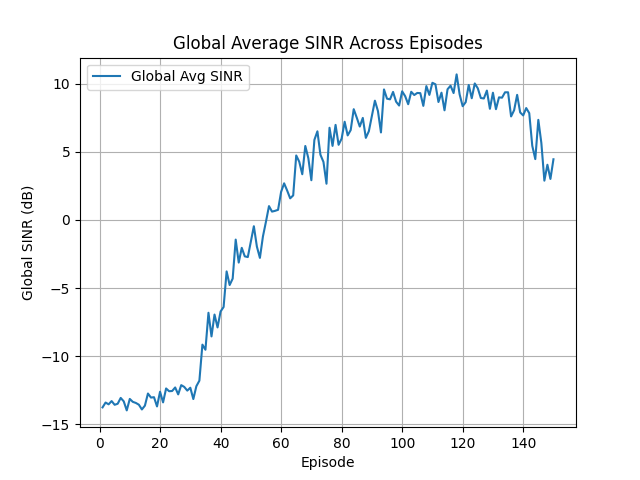 Global Average SINR Across Episodes
Global Avg SINR
10
5
0
−5
−10
−15
Global SINR (dB)
0 20 40 60 80 100 120 140
Episode